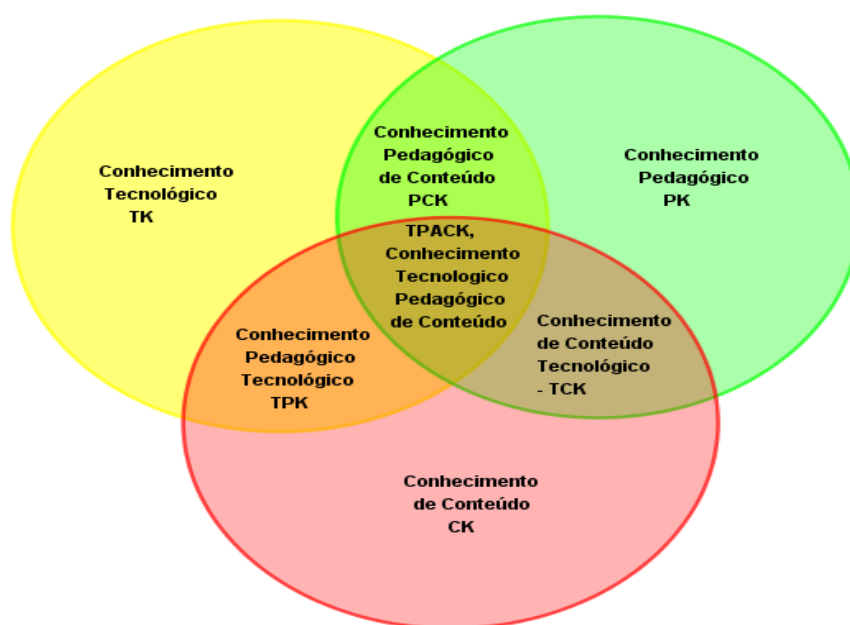 Conhecimento
Tecnológico
TK
Conhecimento
Pedagógico
de Conteúdo
PCK
Conhecimento
Pedagógico
PK
TPACK,
Conhecimento
Tecnologico
Pedagógico
de Conteúdo
Conhecimento
Pedagógico
Tecnológico
TPK
Conhecimento
de Conteúdo
Tecnológico
- TCK
Conhecimento
de Conteúdo
CK